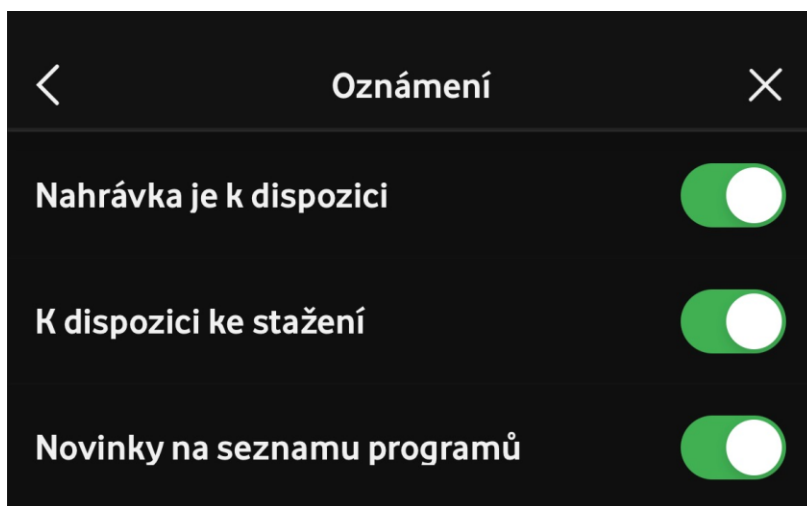 Oznámení
Nahrávka je k dispozici
K dispozici ke stažení
Novinky na seznamu programů